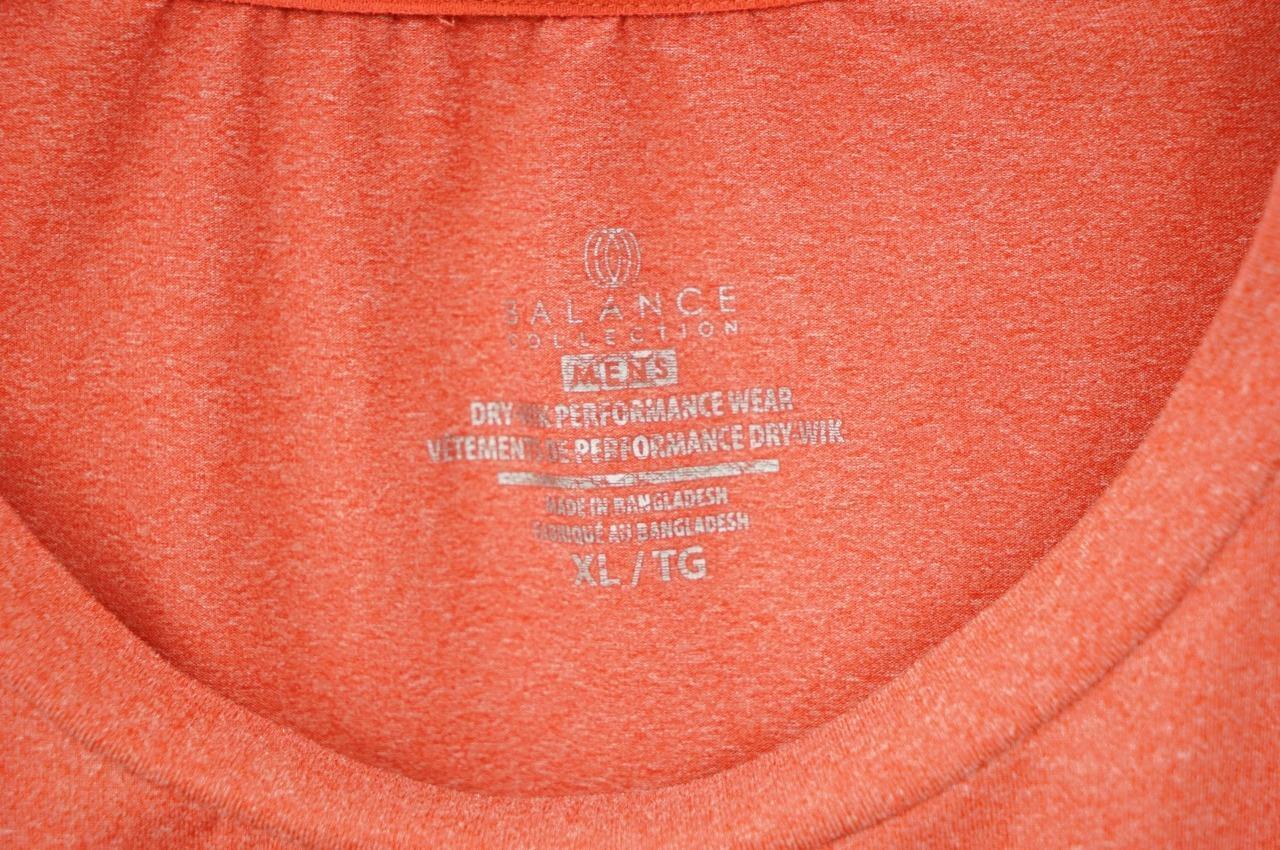 BALANCE
COLLECTION
MENS
DRY-WIK PERFORMANCE WEAR
VÊTEMENTS DE PERFORMANCE DRY-WIK
MADE IN BANGLADESH
FABRIQUÉ AU BANGLADESH
XL / TG